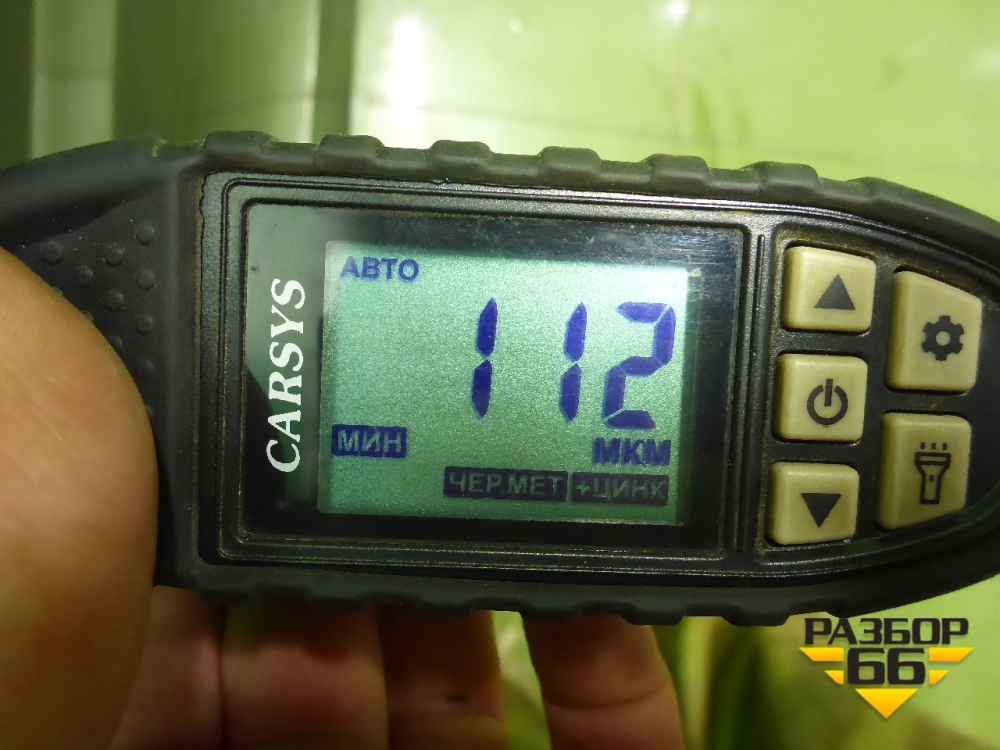 CARSYS
АВТО
112
МИН МКМ
ЧЕР.МЕТ +ЦИНК
РАЗБОР
66